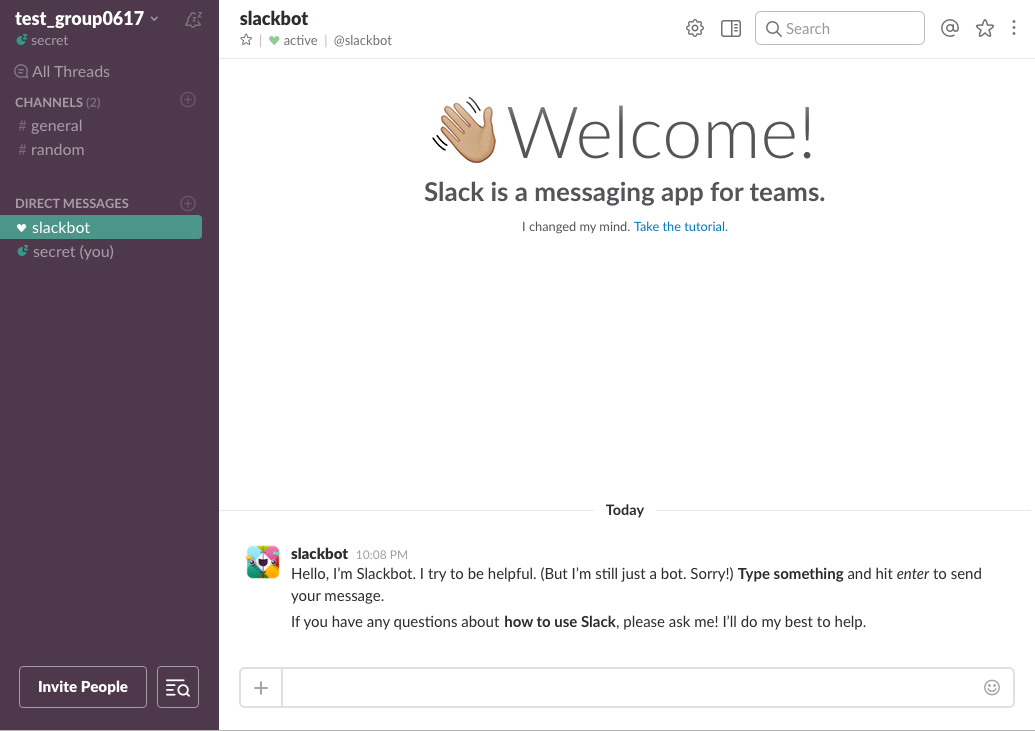 test_group0617
secret
All Threads
CHANNELS (2)
# general
# random
DIRECT MESSAGES
slackbot
secret (you)
Invite People
slackbot
active | @slackbot
Search
Welcome!
Slack is a messaging app for teams.
I changed my mind. Take the tutorial.
Today
slackbot 10:08 PM
Hello, I'm Slackbot. I try to be helpful. (But I'm still just a bot. Sorry!) Type something and hit enter to send
your message.
If you have any questions about how to use Slack, please ask me! I'll do my best to help.